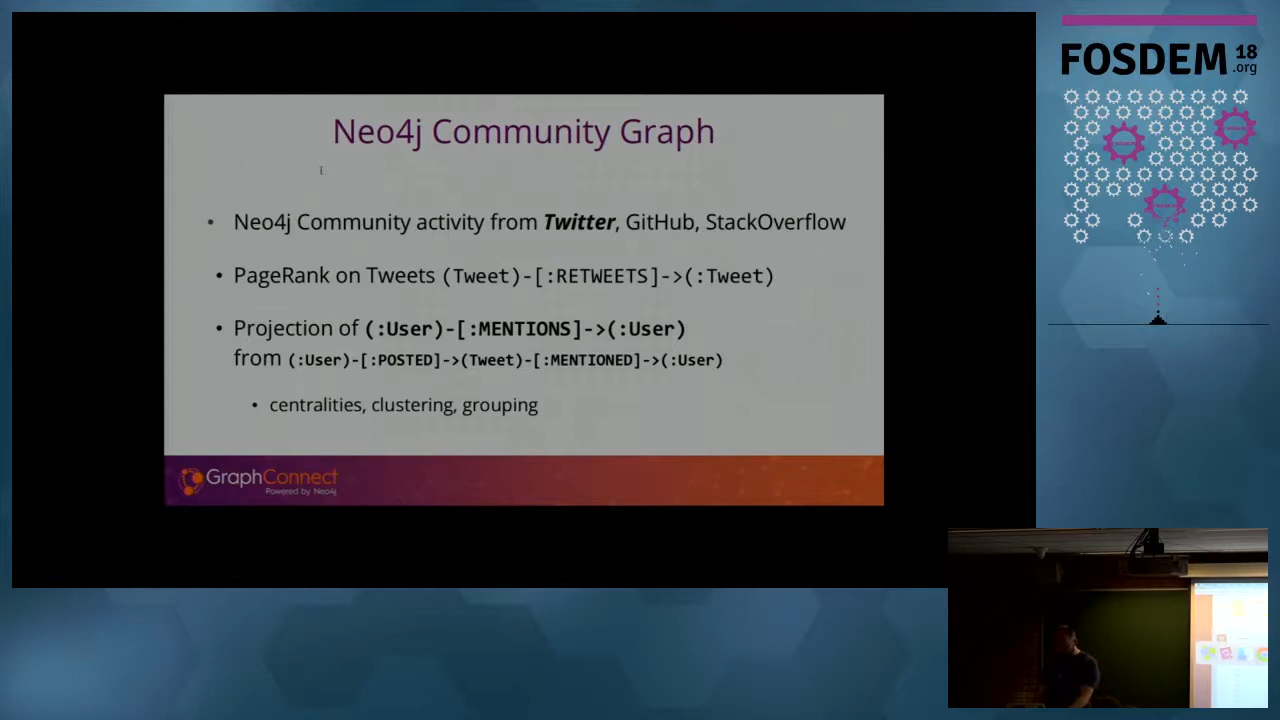 FOSDEM 18
.org
Neo4j Community Graph
• Neo4j Community activity from Twitter, GitHub, StackOverflow
• PageRank on Tweets (Tweet)-[:RETWEETS]->(:Tweet)
• Projection of (:User)-[:MENTIONS]->(:User)
from (:User)-[:POSTED]->(Tweet)-[:MENTIONED]->(:User)
• centralities, clustering, grouping
GraphConnect
Powered by Neo4j